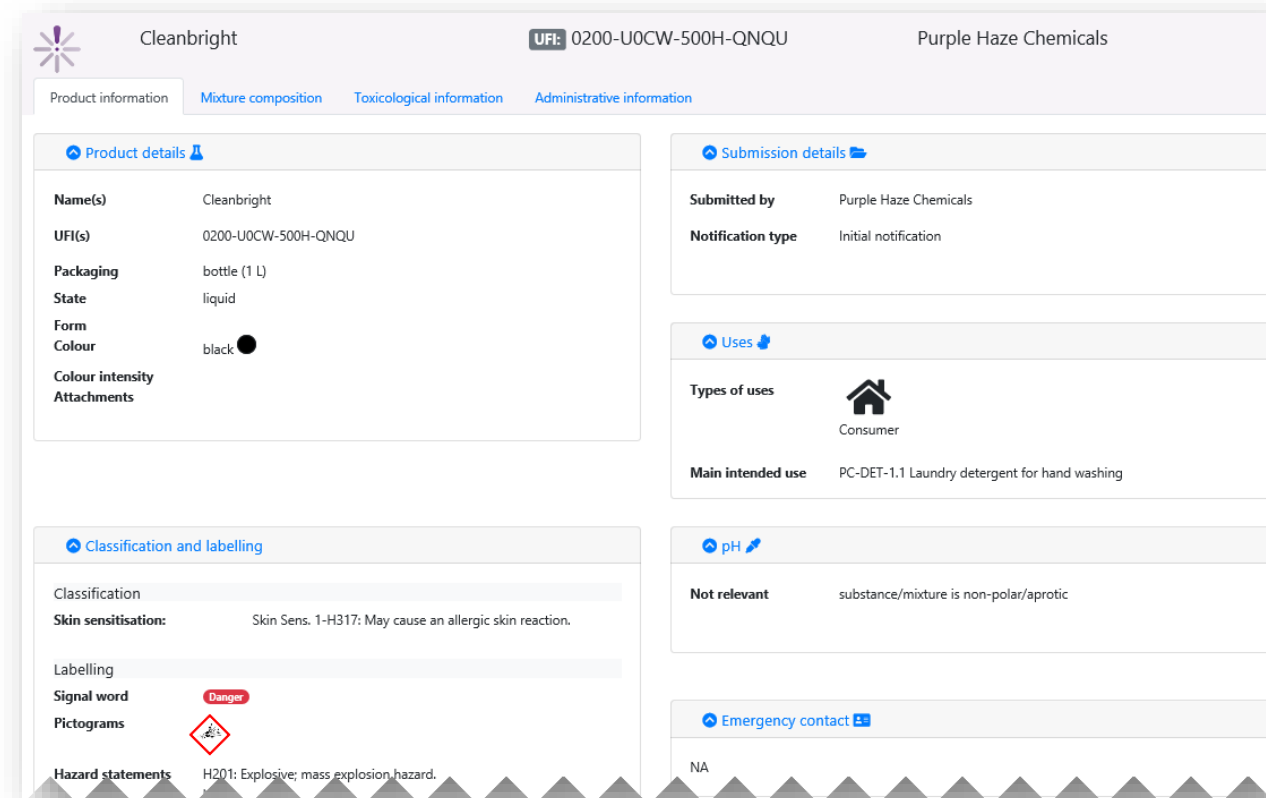 Cleanbright
UFI: 0200-U0CW-500H-QNQU
Purple Haze Chemicals
Product information
Mixture composition
Toxicological information
Administrative information
Product details
Name(s) Cleanbright
UFI(s) 0200-U0CW-500H-QNQU
Packaging bottle (1 L)
State liquid
Form
Colour black
Colour intensity
Attachments
Submission details
Submitted by Purple Haze Chemicals
Notification type Initial notification
Uses
Types of uses
Consumer
Main intended use PC-DET-1.1 Laundry detergent for hand washing
Classification and labelling
Classification
Skin sensitisation: Skin Sens. 1-H317: May cause an allergic skin reaction.
Labelling
Signal word Danger
Pictograms
Hazard statements H201: Explosive; mass explosion hazard.
pH
Not relevant substance/mixture is non-polar/aprotic
Emergency contact
NA